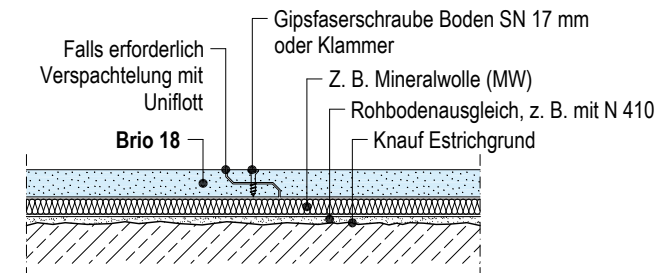 Gipsfaserschraube Boden SN 17 mm
oder Klammer
Falls erforderlich
Verspachtelung mit
Uniflott
Z. B. Mineralwolle (MW)
Rohbodenausgleich, z. B. mit N 410
Brio 18
Knauf Estrichgrund